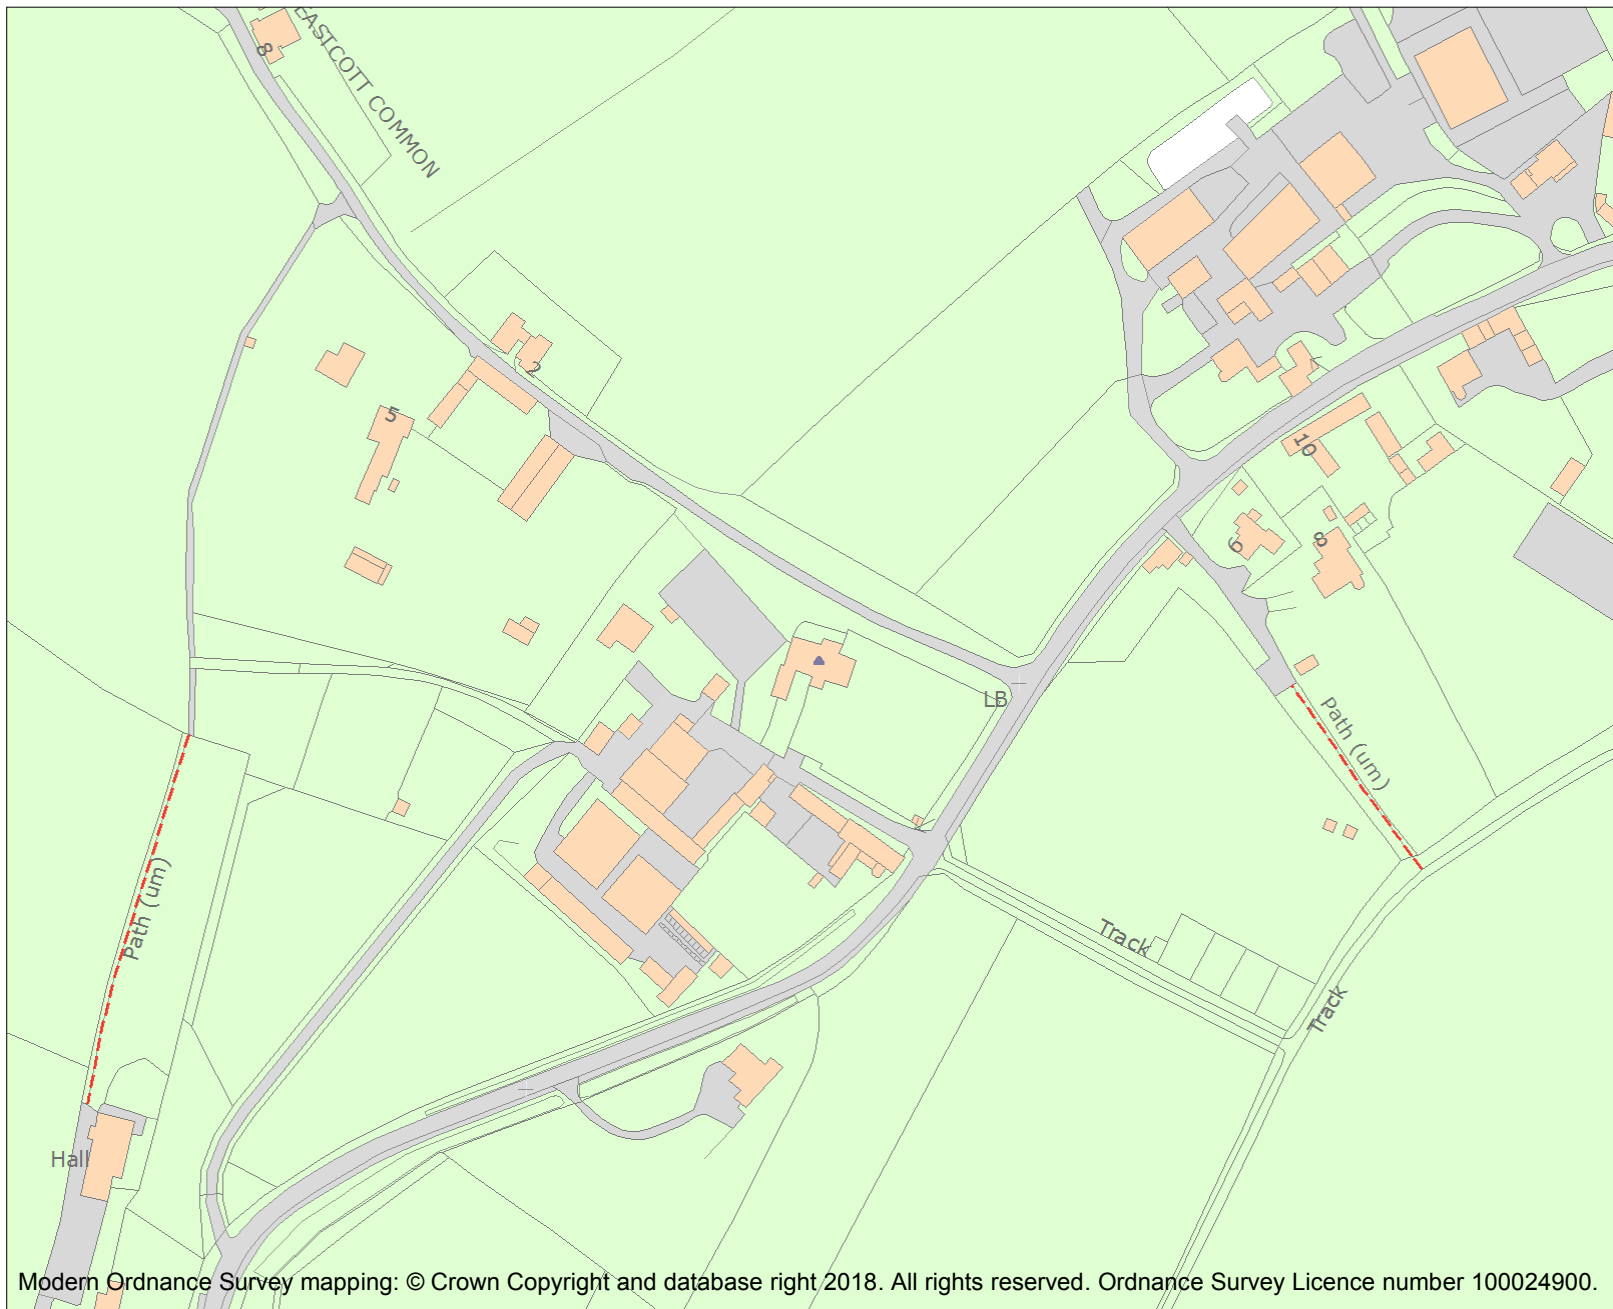 EASTCOTT COMMON
8
2
5
7
10
6
8
LB
Path (um)
Path (um)
Track
Track
Hall
Modern Ordnance Survey mapping: © Crown Copyright and database right 2018. All rights reserved. Ordnance Survey Licence number 100024900.